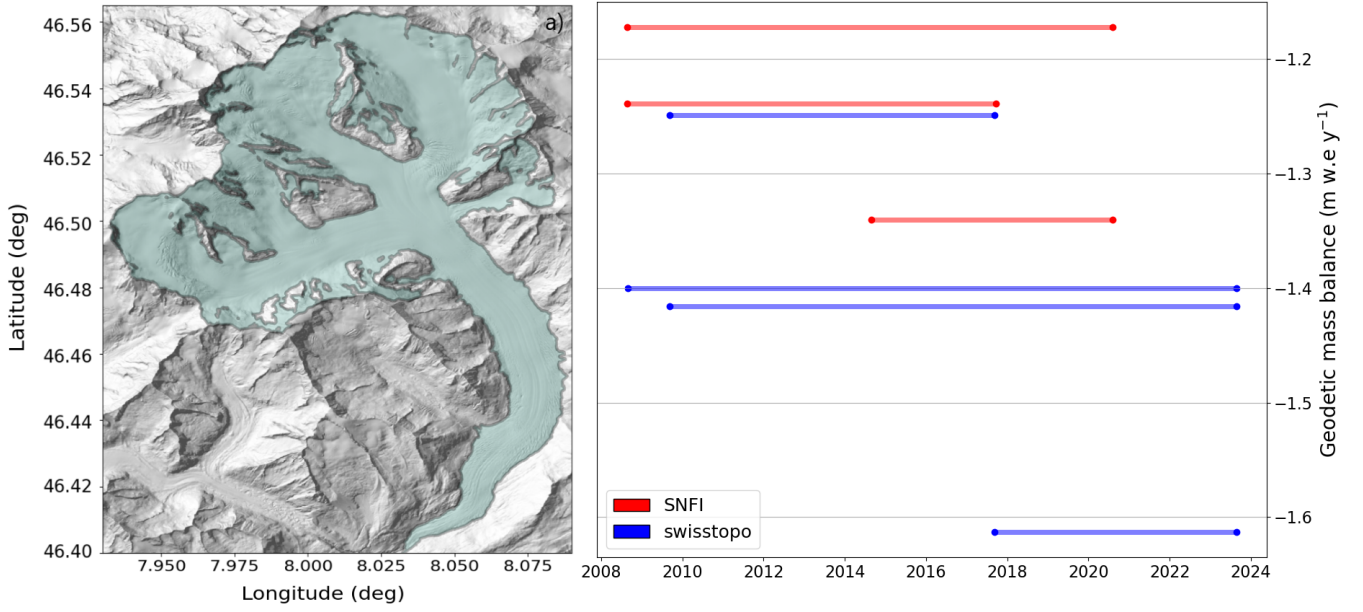 a)
46.56
46.54
46.52
46.50
46.48
46.46
46.44
46.42
46.40
Latitude (deg)
7.950 7.975 8.000 8.025 8.050 8.075
Longitude (deg)
−1.2
−1.3
−1.4
−1.5
−1.6
Geodetic mass balance (m w.e y⁻¹)
SNFI
swisstopo
2008 2010 2012 2014 2016 2018 2020 2022 2024